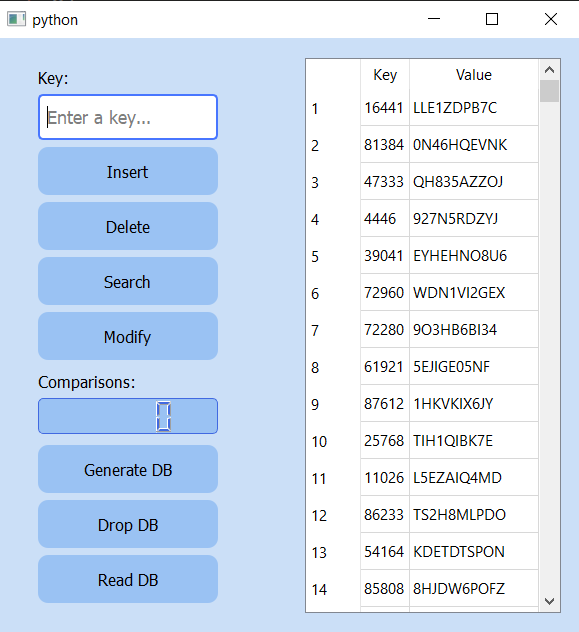 python
Key:
Enter a key...
Insert
Delete
Search
Modify
Comparisons:
0
Generate DB
Drop DB
Read DB
Key Value
1 16441 LLE1ZDPB7C
2 81384 0N46HQEVNK
3 47333 QH835AZZOJ
4 4446 927N5RDZYJ
5 39041 EYHEHNO8U6
6 72960 WDN1VI2GEX
7 72280 9O3HB6BI34
8 61921 5EJIGE05NF
9 87612 1HKVKIX6JY
10 25768 TIH1QIBK7E
11 11026 L5EZAIQ4MD
12 86233 TS2H8MLPDO
13 54164 KDETDTSPON
14 85808 8HJDW6POFZ